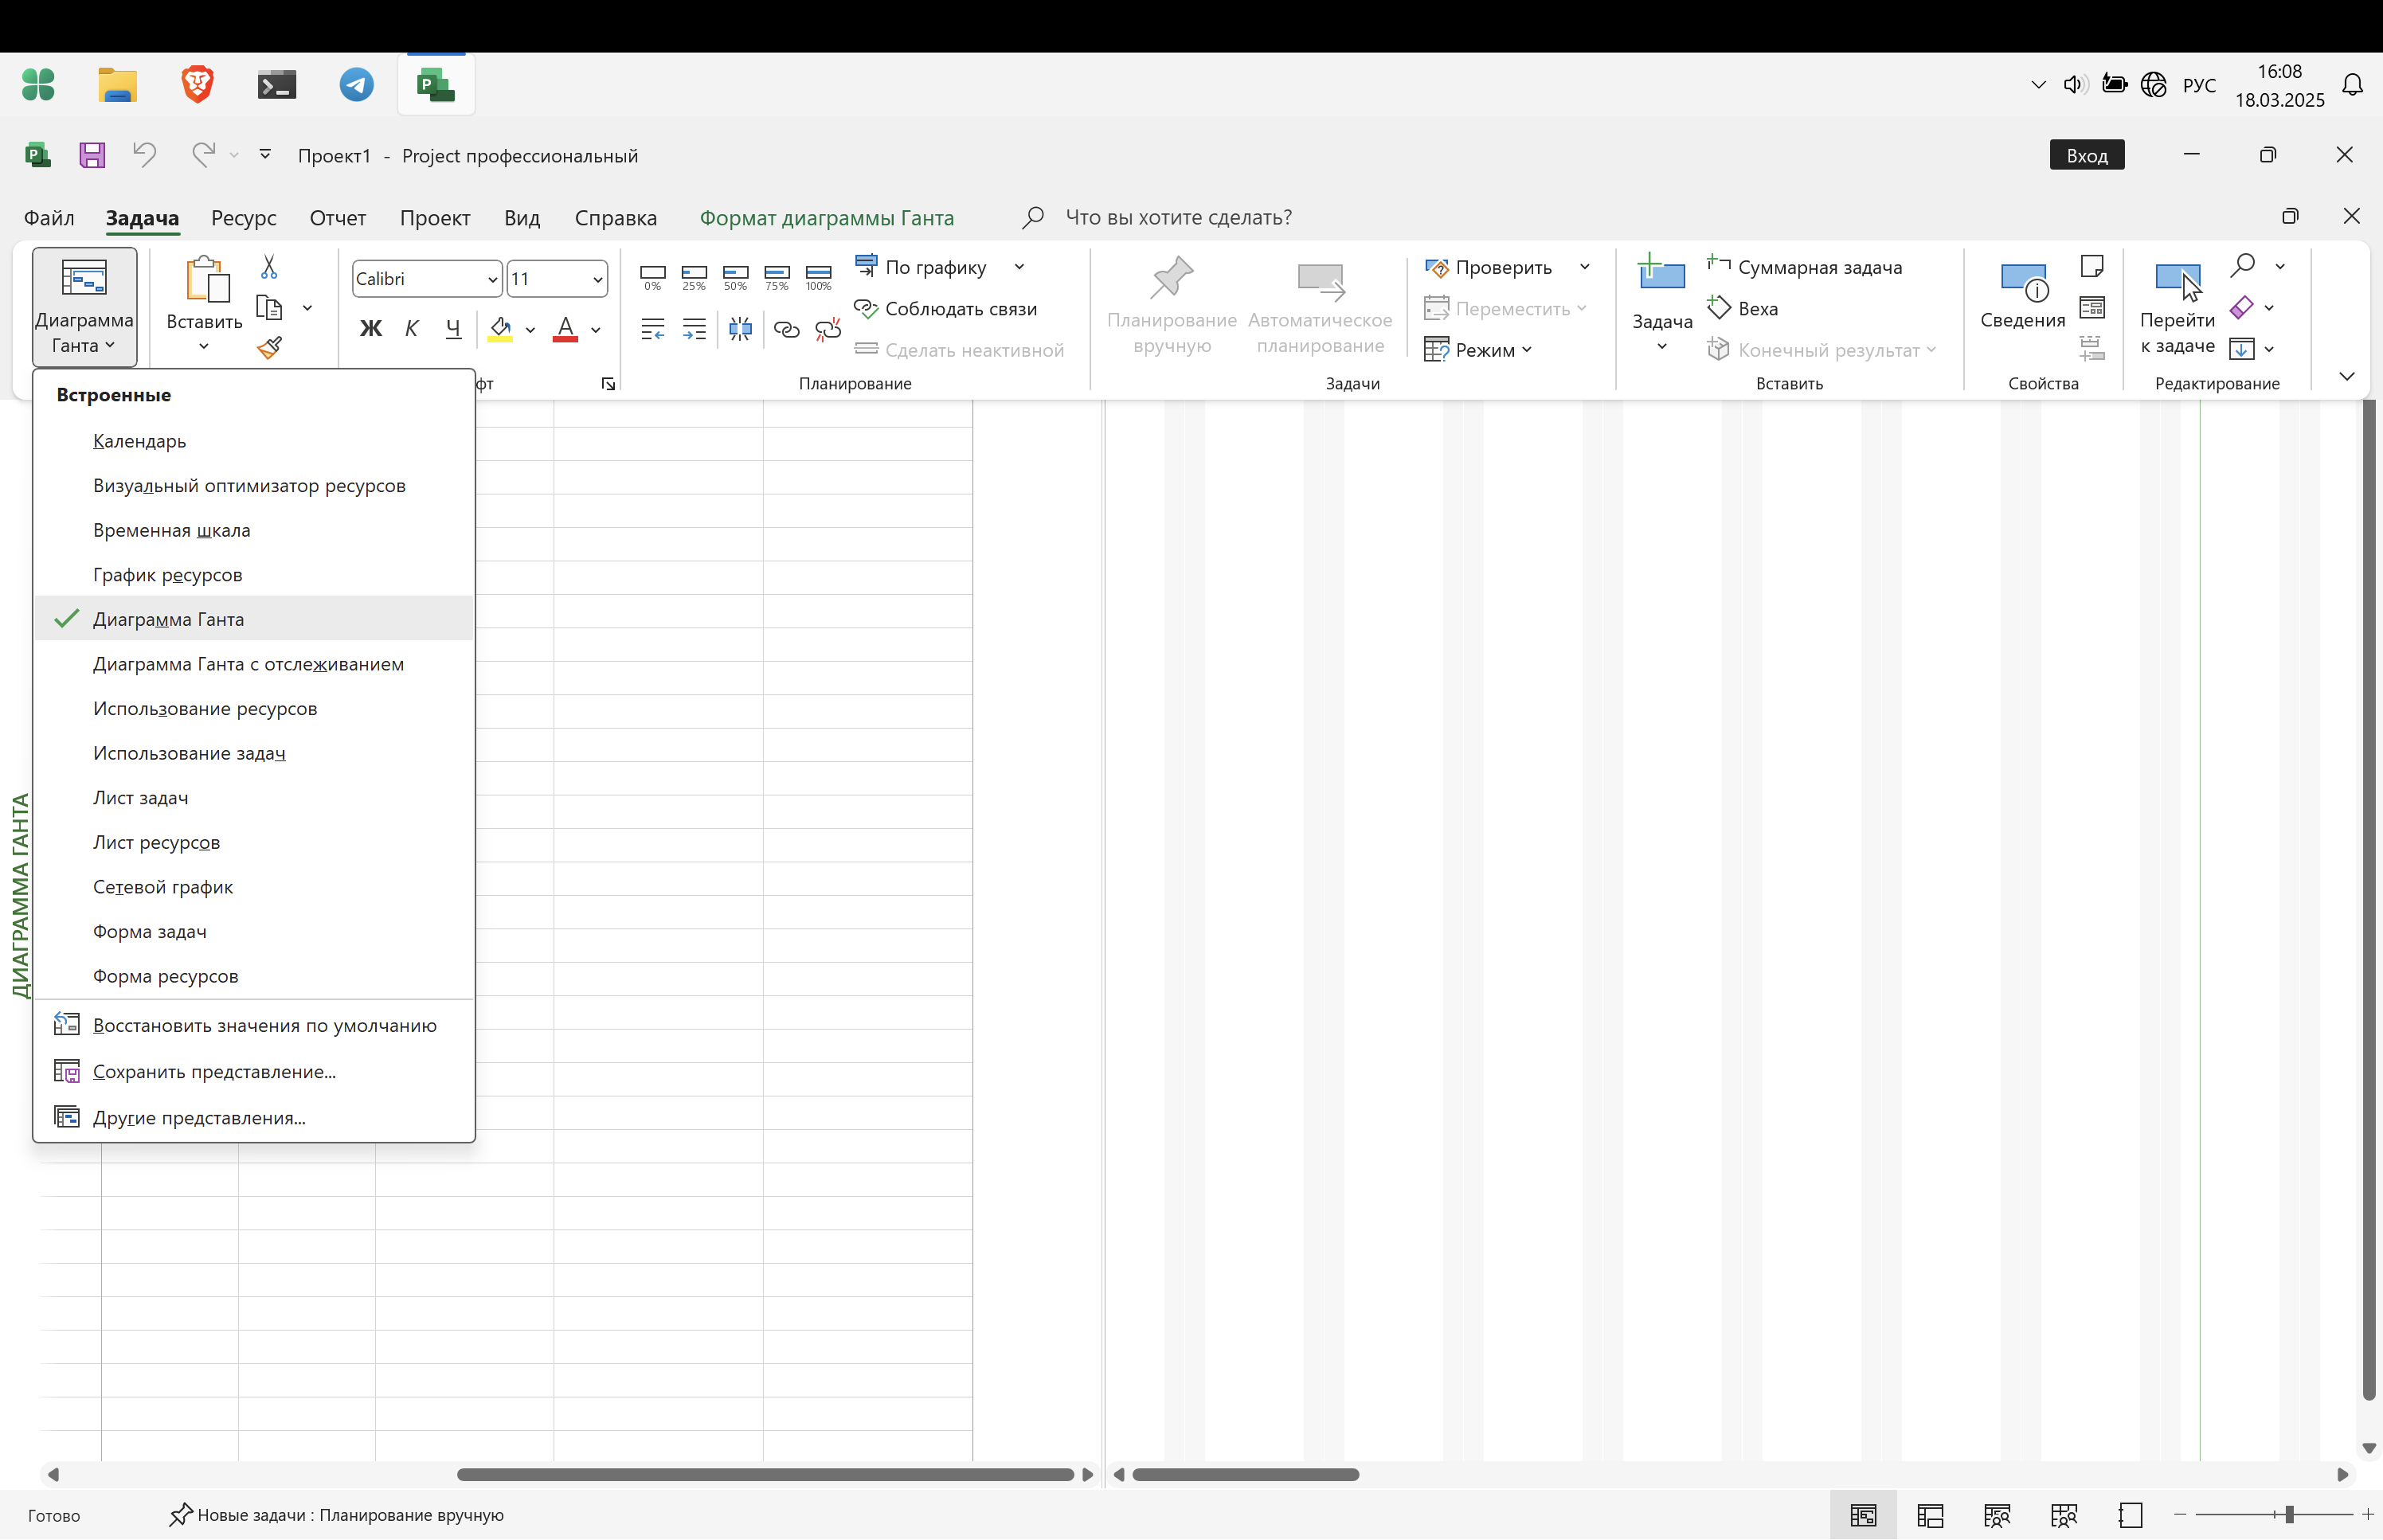 РУС
16:08
18.03.2025
Проект1 - Project профессиональный
Вход
Файл Задача Ресурс Отчет Проект Вид Справка Формат диаграммы Ганта Что вы хотите сделать?
Диаграмма
Ганта
Вставить
Calibri 11
Ж К Ч А
0% 25% 50% 75% 100%
По графику
Соблюдать связи
Сделать неактивной
Планирование
Планирование
вручную
Автоматическое
планирование
Проверить
Переместить
Режим
Задачи
Задача
Суммарная задача
Веха
Конечный результат
Вставить
Сведения
Свойства
Перейти
к задаче
Редактирование
фт
Встроенные
Календарь
Визуальный оптимизатор ресурсов
Временная шкала
График ресурсов
Диаграмма Ганта
Диаграмма Ганта с отслеживанием
Использование ресурсов
Использование задач
Лист задач
Лист ресурсов
Сетевой график
Форма задач
Форма ресурсов
Восстановить значения по умолчанию
Сохранить представление...
Другие представления...
ДИАГРАММА ГАНТА
Готово
Новые задачи : Планирование вручную